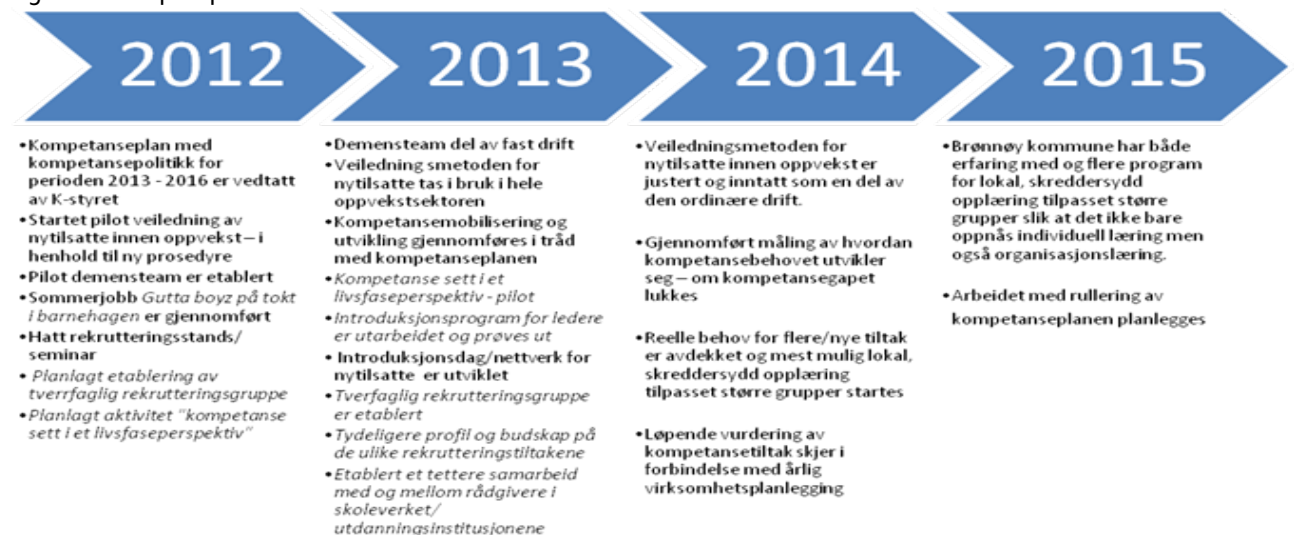 2012
•Kompetanseplan med
kompetansepolitikk for
perioden 2013 - 2016 er vedtatt
av K-styret
•Startet pilot veiledning av
nytilsatte innen oppvekst – i
henhold til ny prosedyre
•Pilot demensteam er etablert
•Sommerjobb Gutta boyz på tokt
i barnehagen er gjennomført
•Hatt rekrutteringsstands/
seminar
• Planlagt etablering av
tverrfaglig rekrutteringsgruppe
•Planlagt aktivitet "kompetanse
sett i et livsfaseperspektiv"
2013
•Demensteam del av fast drift
•Veiledning smetoden for
nytilsatte tas i bruk i hele
oppvekstsektoren
•Kompetansemobilisering og
utvikling gjennomføres i tråd
med kompetanseplanen
•Kompetanse sett i et
livsfaseperspektiv - pilot
•Introduksjonsprogram for ledere
er utarbeidet og prøves ut
• Introduksjonsdag/nettverk for
nytilsatte er utviklet
•Tverfaglig rekrutteringsgruppe
er etablert
•Tydeligere profil og budskap på
de ulike rekrutteringstiltakene
•Etablert et tettere samarbeid
med og mellom rådgivere i
skoleverket/
utdanningsinstitusjonene
2014
•Veiledningsmetoden for
nytilsatte innen oppvekst er
justert og inntatt som en del av
den ordinære drift.
•Gjennomført måling av hvordan
kompetansebehovet utvikler
seg – om kompetansegapet
lukkes
•Reelle behov for flere/nye tiltak
er avdekket og mest mulig lokal,
skreddersydd opplæring
tilpasset større grupper startes
•Løpende vurdering av
kompetansetiltak skjer i
forbindelse med årlig
virksomhetsplanlegging
2015
•Brønnøy kommune har både
erfaring med og flere program
for lokal, skreddersydd
opplæring tilpasset større
grupper slik at det ikke bare
oppnås individuell læring men
også organisasjonslæring.
•Arbeidet med rullering av
kompetanseplanen planlegges